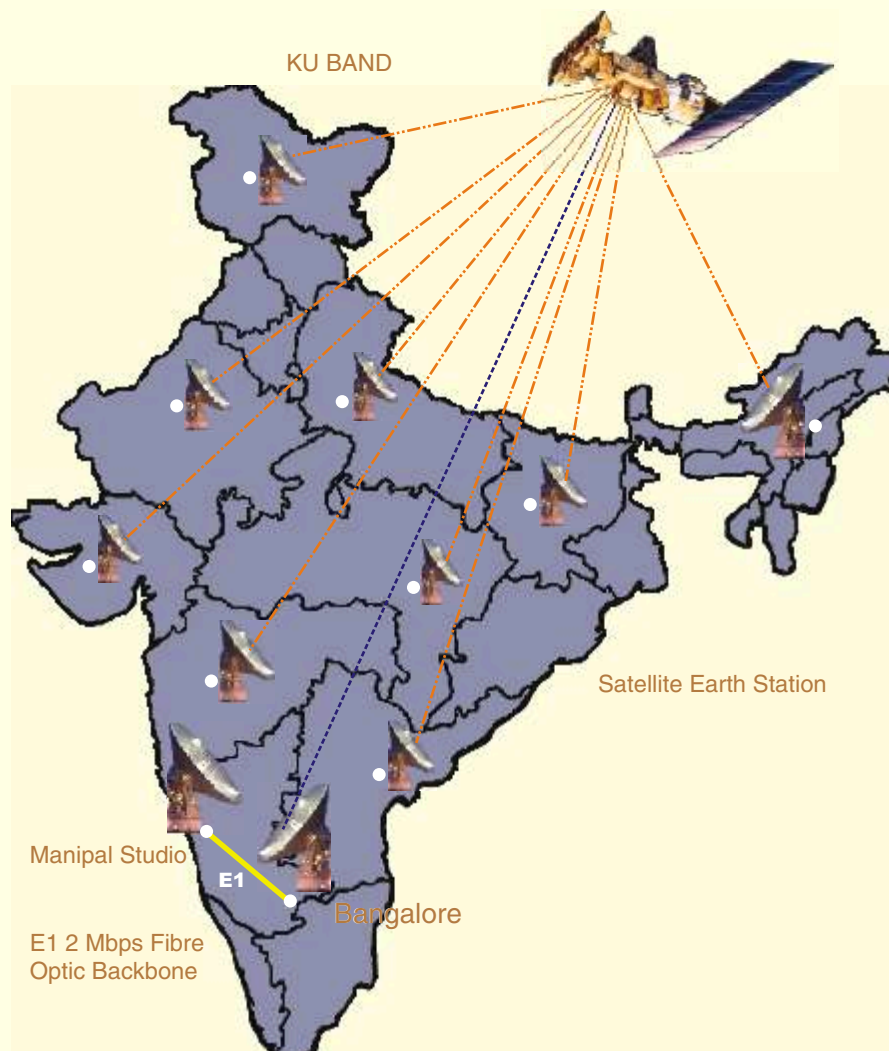 KU BAND
Satellite Earth Station
Manipal Studio
E1
Bangalore
E1 2 Mbps Fibre
Optic Backbone